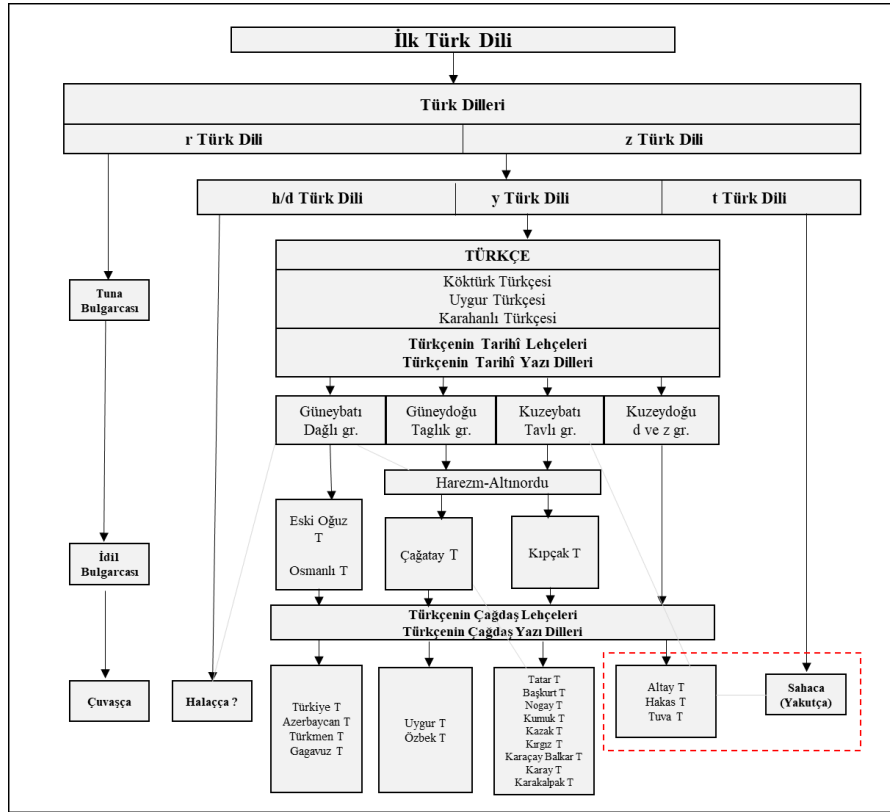 İlk Türk Dili
Türk Dilleri
r Türk Dili
z Türk Dili
h/d Türk Dili
y Türk Dili
t Türk Dili
TÜRKÇE
Köktürk Türkçesi
Uygur Türkçesi
Karahanlı Türkçesi
Türkçenin Tarihî Lehçeleri
Türkçenin Tarihî Yazı Dilleri
Tuna
Bulgarcası
Güneybatı
Dağlı gr.
Güneydoğu
Taglık gr.
Kuzeybatı
Tavlı gr.
Kuzeydoğu
d ve z gr.
Harezm-Altınordu
Eski Oğuz
T
Osmanlı T
Çağatay T
Kıpçak T
İdil
Bulgarcası
Türkçenin Çağdaş Lehçeleri
Türkçenin Çağdaş Yazı Dilleri
Çuvaşça
Halaçça ?
Türkiye T
Azerbaycan T
Türkmen T
Gagavuz T
Uygur T
Özbek T
Tatar T
Başkurt T
Nogay T
Kumuk T
Kazak T
Kırgız T
Karaçay Balkar T
Karay T
Karakalpak T
Altay T
Hakas T
Tuva T
Sahaca
(Yakutça)